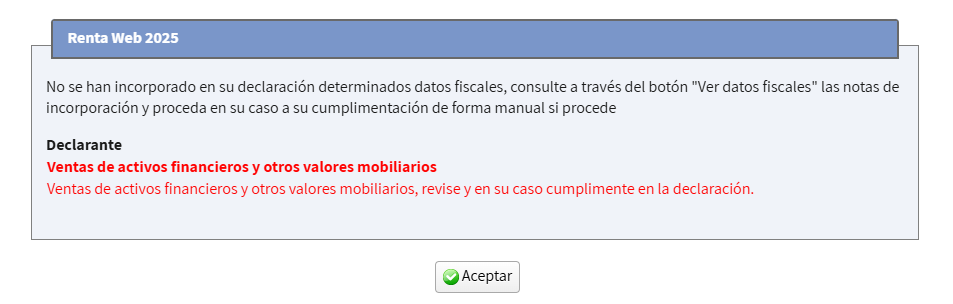 Renta Web 2025
No se han incorporado en su declaración determinados datos fiscales, consulte a través del botón "Ver datos fiscales" las notas de
incorporación y proceda en su caso a su cumplimentación de forma manual si procede
Declarante
Ventas de activos financieros y otros valores mobiliarios
Ventas de activos financieros y otros valores mobiliarios, revise y en su caso cumplimente en la declaración.
Aceptar